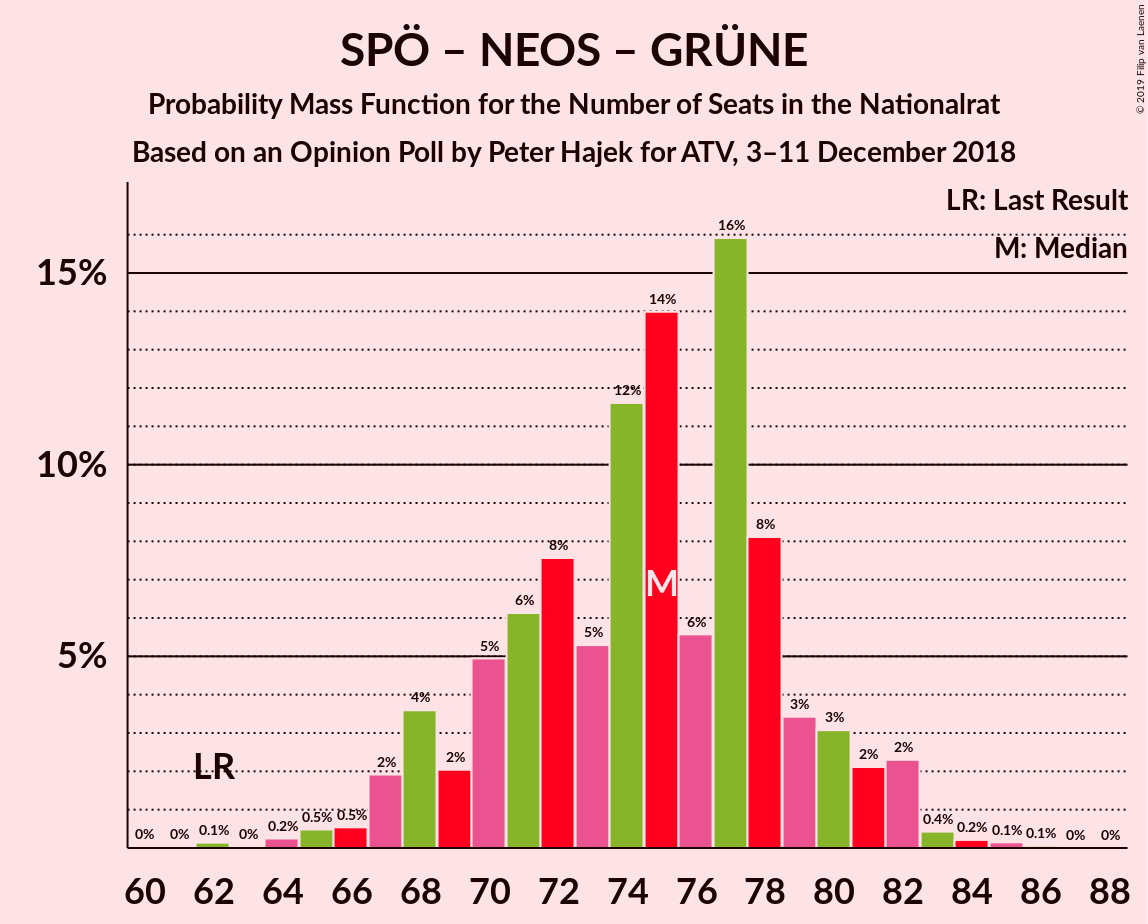 SPÖ – NEOS – GRÜNE
Probability Mass Function for the Number of Seats in the Nationalrat
Based on an Opinion Poll by Peter Hajek for ATV, 3–11 December 2018
© 2019 Filip van Laenen
LR: Last Result
M: Median
15%
10%
5%
0% 0% 0.1% 0% 0.2% 0.5% 0.5% 2% 4% 2% 5% 6% 8% 5% 12% 14% 6% 16% 8% 3% 3% 2% 2% 0.4% 0.2% 0.1% 0.1% 0% 0%
LR
M
60 62 64 66 68 70 72 74 76 78 80 82 84 86 88